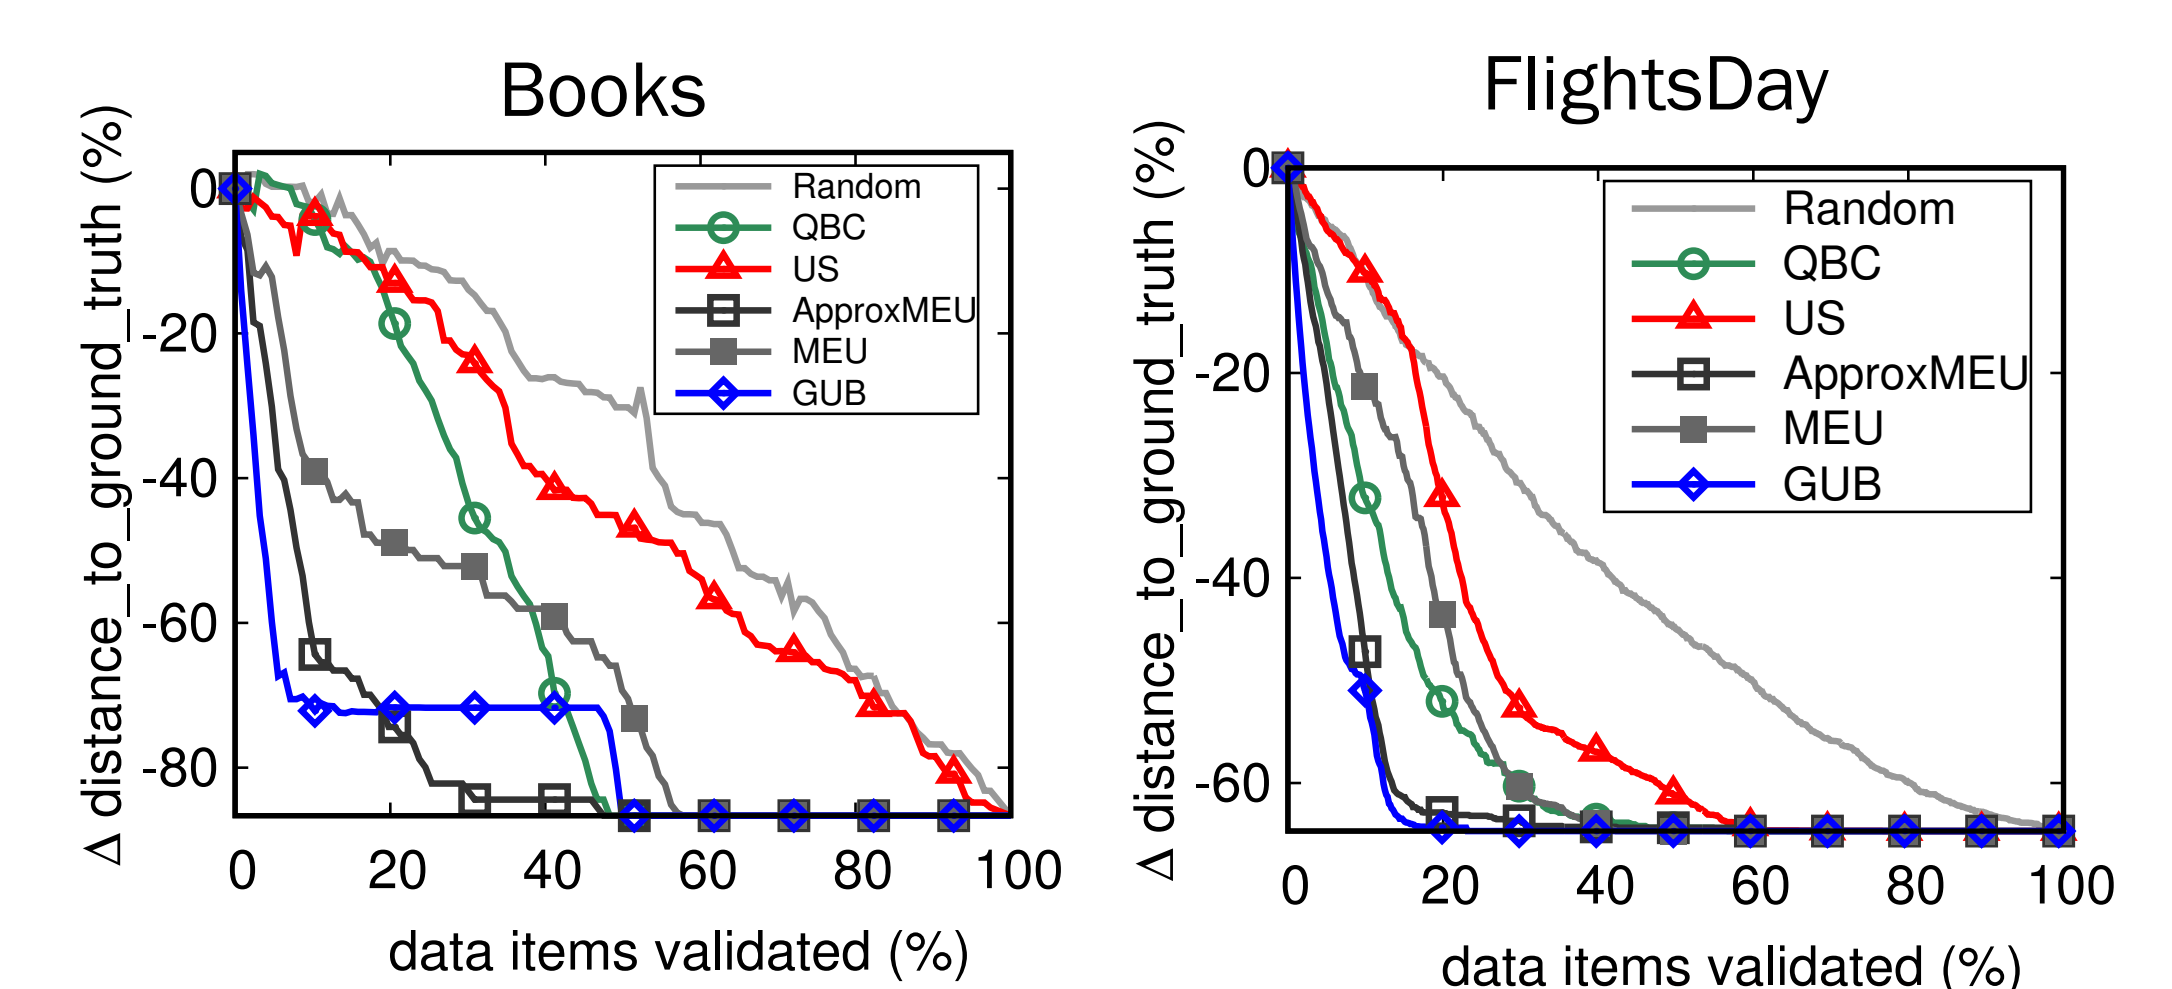 Books
Δ distance_to_ground_truth (%)
0
-20
-40
-60
-80
Random
QBC
US
ApproxMEU
MEU
GUB
0 20 40 60 80 100
data items validated (%)
FlightsDay
Δ distance_to_ground_truth (%)
0
-20
-40
-60
Random
QBC
US
ApproxMEU
MEU
GUB
0 20 40 60 80 100
data items validated (%)